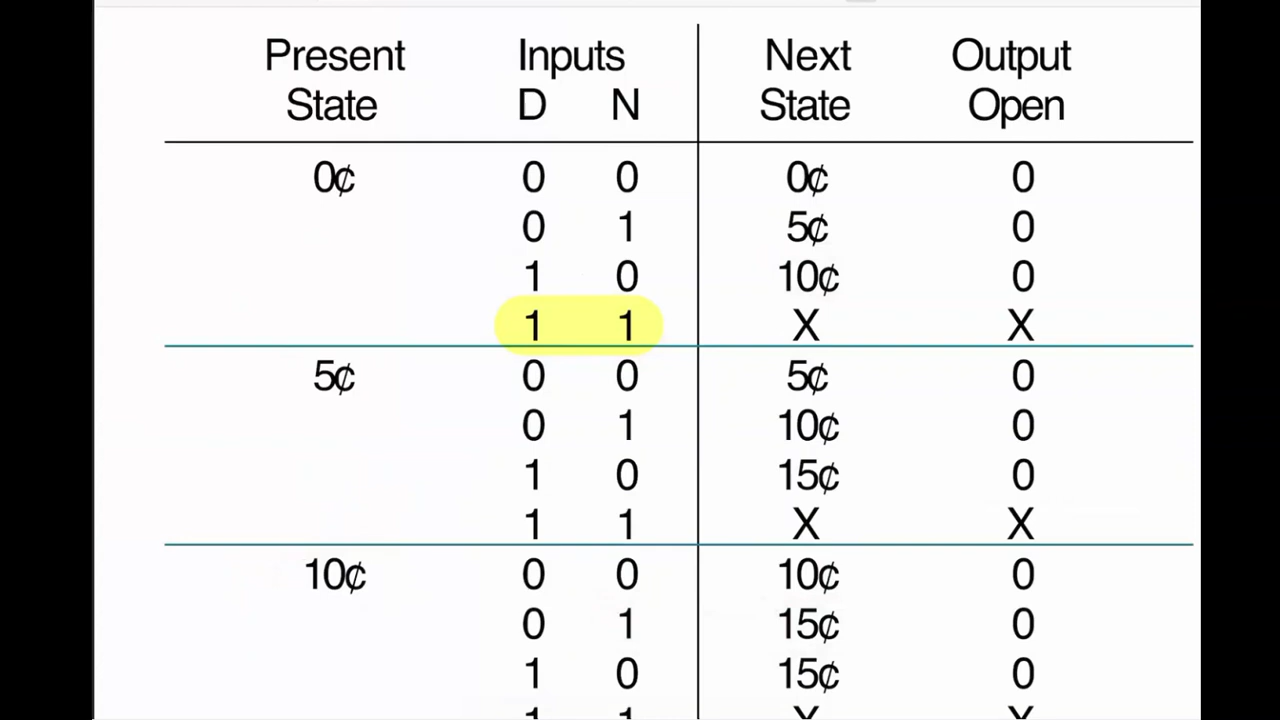 Present Inputs Next Output
State D N State Open
0¢ 0 0 0¢ 0
0 1 5¢ 0
1 0 10¢ 0
1 1 X X
5¢ 0 0 5¢ 0
0 1 10¢ 0
1 0 15¢ 0
1 1 X X
10¢ 0 0 10¢ 0
0 1 15¢ 0
1 0 15¢ 0
1 1 X X